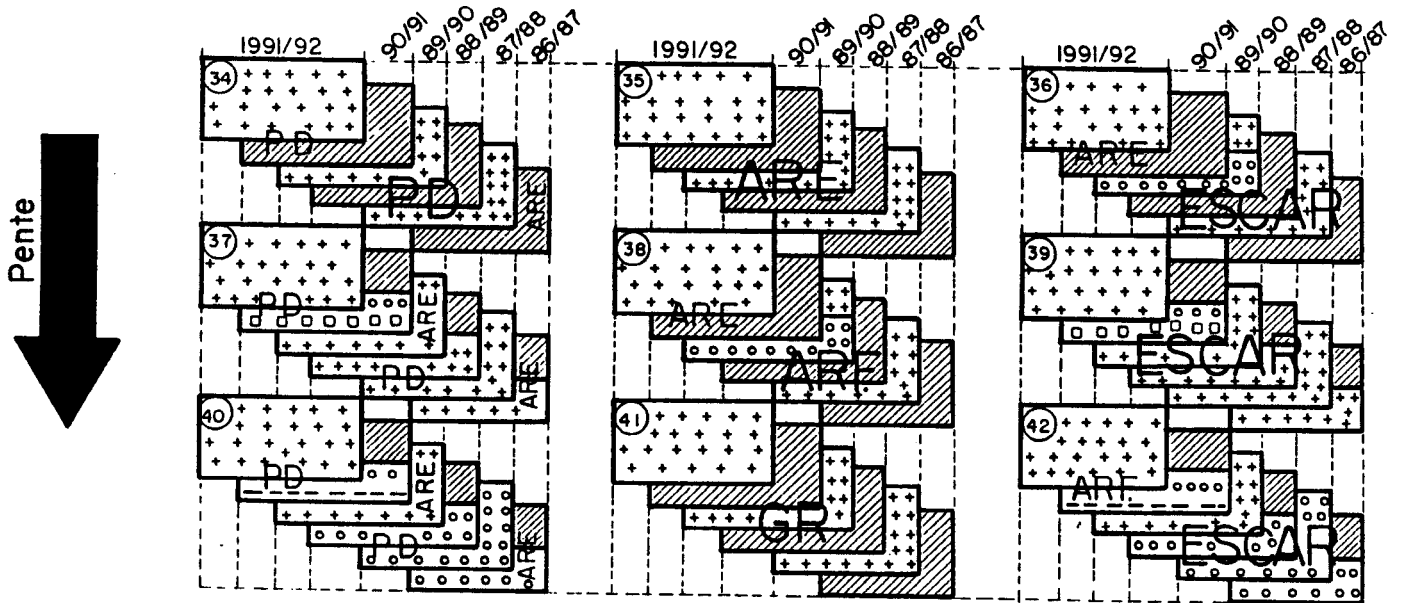 1991/92 90/91 89/90 88/89 87/88 86/87
1991/92 90/91 89/90 88/89 87/88 86/87
1991/92 90/91 89/90 88/89 87/88 86/87
Pente
34
PD
PD
ARE
35
ARE
36
ARE
ESCAR
37
PD
ARE
PD
ARE
38
ARE
ARE
39
ESCAR
40
PD
ARE
PD
ARE
41
GR
42
ARE
ESCAR